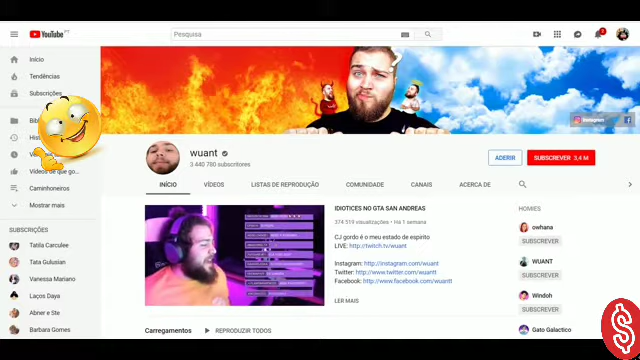 YouTube PT
Pesquisa
Início
Tendências
Subscrições
Vídeos de que go...
Caminhoneiros
Mostrar mais
SUBSCRIÇÕES
Tatila Carculee
Tata Gulusian
Vanessa Mariano
Laços Daya
Abner e Ste
Barbara Gomes
Instagram
wuant
3 440 780 subscritores
ADERIR
SUBSCREVER 3,4 M
INÍCIO
VÍDEOS
LISTAS DE REPRODUÇÃO
COMUNIDADE
CANAIS
ACERCA DE
IDIOTICES NO GTA SAN ANDREAS
374 519 visualizações • Há 1 semana
CJ gordo é o meu estado de espirito
LIVE: http://twitch.tv/wuant
Instagram: http://instagram.com/wuant
Twitter: http://www.twitter.com/wuantt
Facebook: http://www.facebook.com/wuantt
LER MAIS
HOMIES
owhana
SUBSCREVER
WUANT
SUBSCREVER
Windoh
SUBSCREVER
Gato Galactico
Carregamentos
REPRODUZIR TODOS